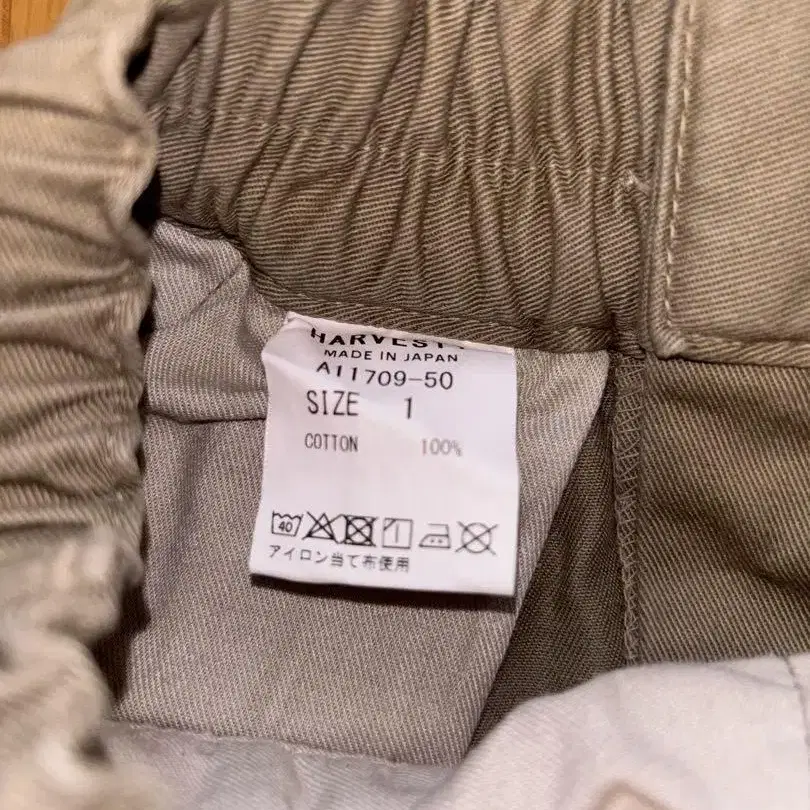 HARVESTY
MADE IN JAPAN
A11709-50
SIZE 1
COTTON 100%
40
アイロン当て布使用